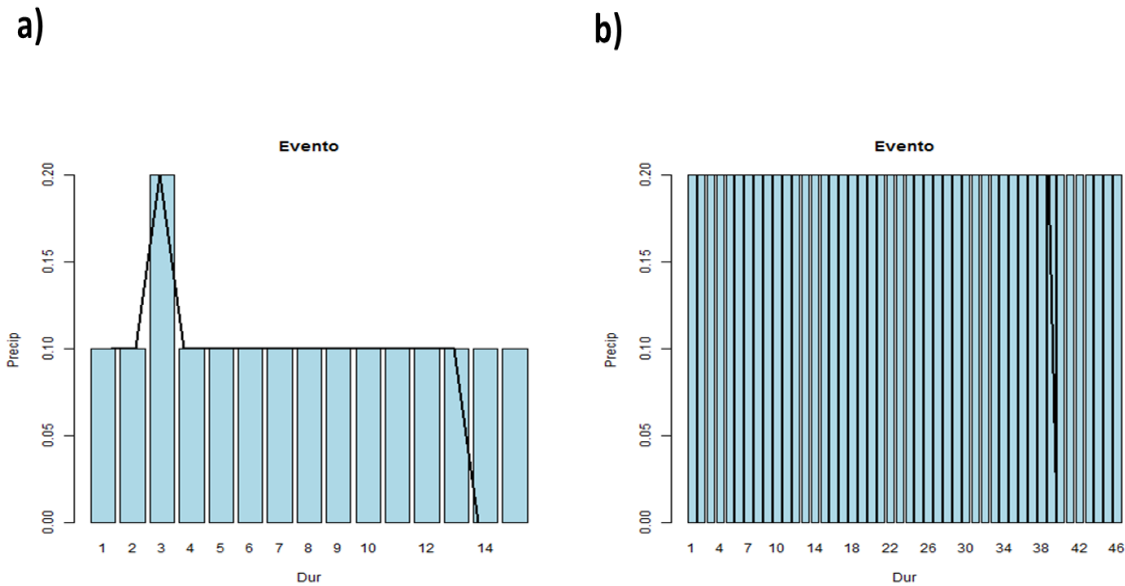 a)
b)
Evento
Precip
0.00 0.05 0.10 0.15 0.20
1 2 3 4 5 6 7 8 9 10 12 14
Dur
Evento
Precip
0.00 0.05 0.10 0.15 0.20
1 4 7 10 14 18 22 26 30 34 38 42 46
Dur